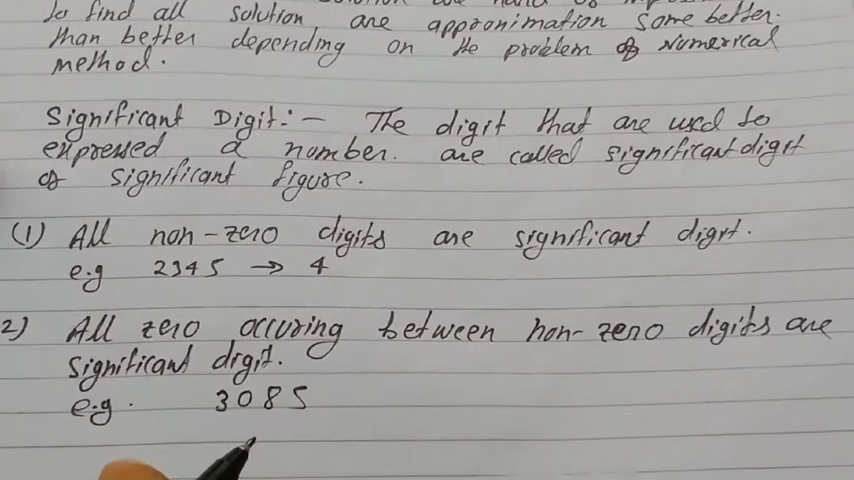 to find all solution are approximation some better.
than better depending on the problem of Numerical
method.
Significant Digit:- The digit that are used to
expressed a number. are called significant digit
of significant figure.
(1) All non-zero digits are significant digit.
e.g 2345 → 4
2) All zero occuring between non-zero digits are
significant digit.
e.g. 3085